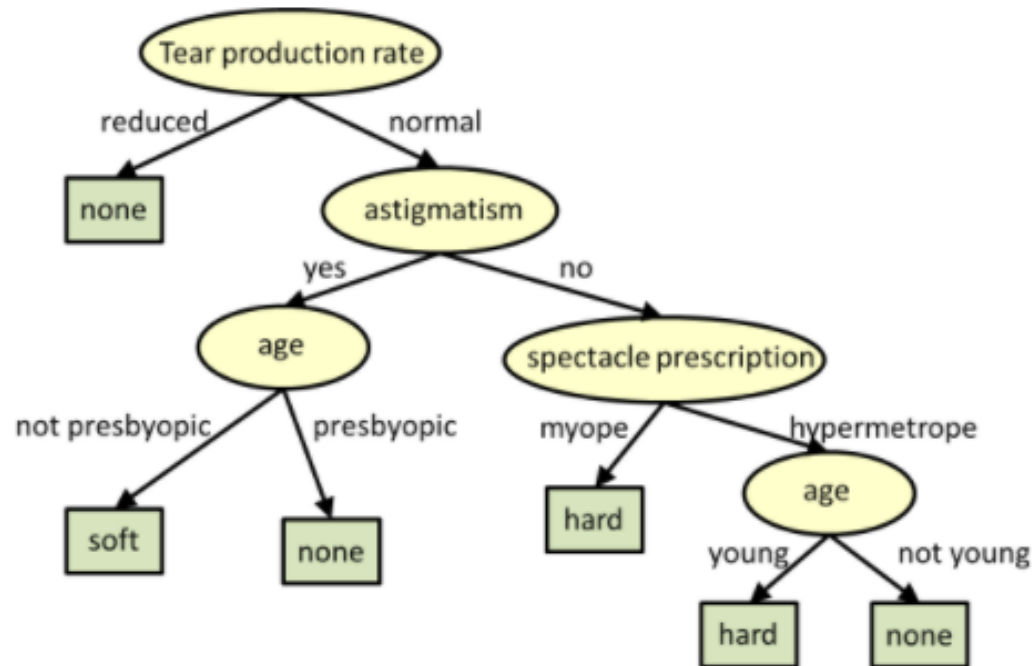 Tear production rate
reduced
normal
none
astigmatism
yes
no
age
spectacle prescription
not presbyopic
presbyopic
myope
hypermetrope
soft
none
hard
age
young
not young
hard
none